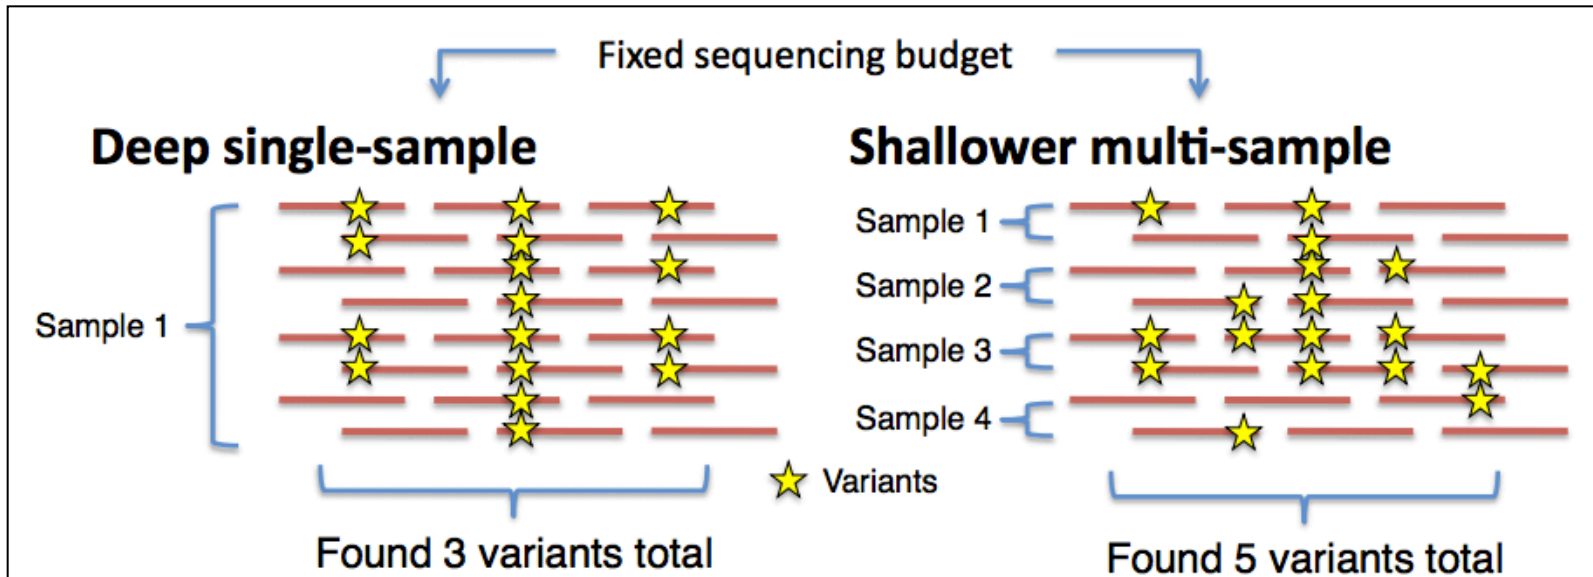 Fixed sequencing budget
Deep single-sample
Sample 1
Found 3 variants total
Variants
Shallower multi-sample
Sample 1
Sample 2
Sample 3
Sample 4
Found 5 variants total